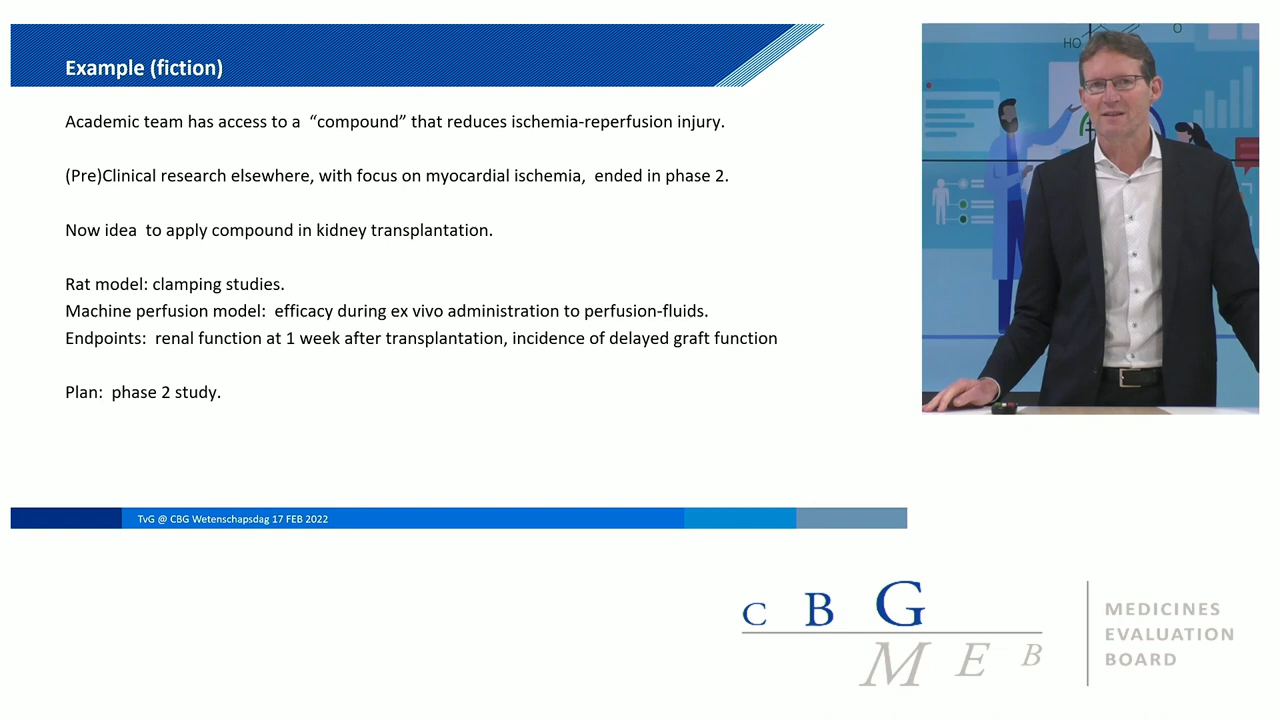 Example (fiction)
Academic team has access to a “compound” that reduces ischemia-reperfusion injury.
(Pre)Clinical research elsewhere, with focus on myocardial ischemia, ended in phase 2.
Now idea to apply compound in kidney transplantation.
Rat model: clamping studies.
Machine perfusion model: efficacy during ex vivo administration to perfusion-fluids.
Endpoints: renal function at 1 week after transplantation, incidence of delayed graft function
Plan: phase 2 study.
TvG @ CBG Wetenschapsdag 17 FEB 2022
HO
O
C B G
M E B
MEDICINES
EVALUATION
BOARD